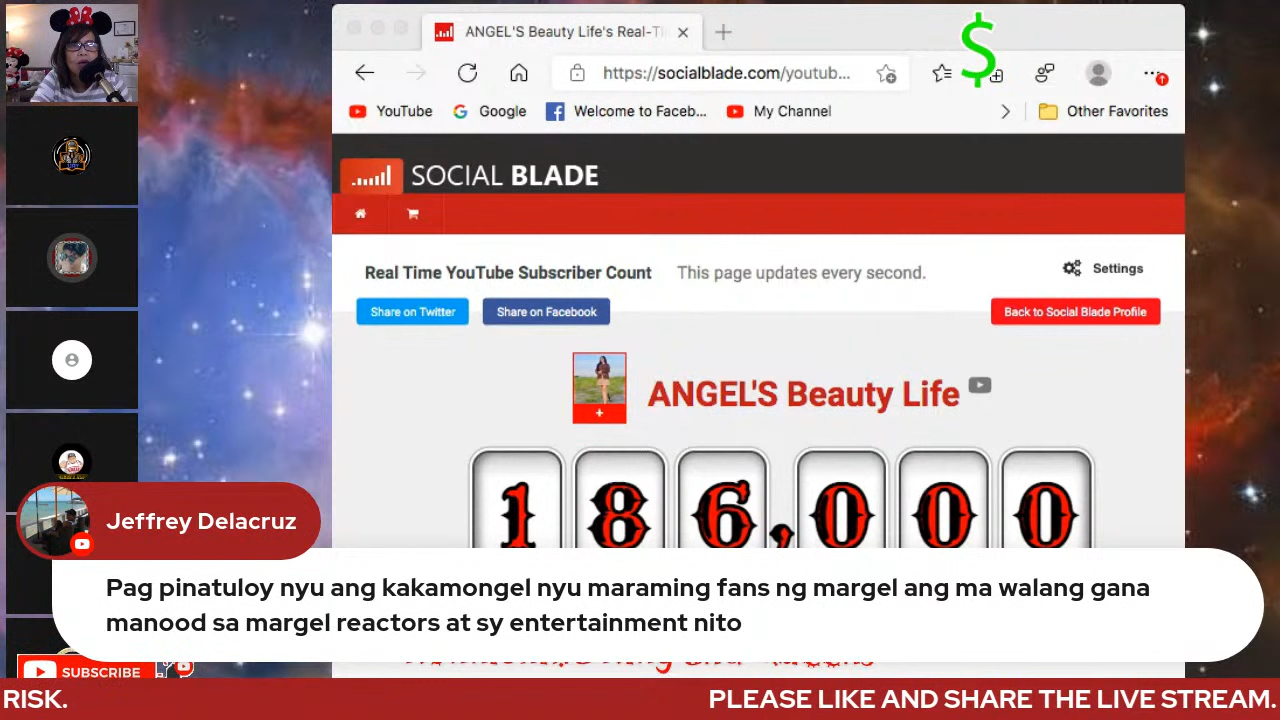 ANGEL'S Beauty Life's Real-Ti
https://socialblade.com/youtub...
YouTube
Google
Welcome to Faceb...
My Channel
Other Favorites
SOCIAL BLADE
Real Time YouTube Subscriber Count
This page updates every second.
Settings
Share on Twitter
Share on Facebook
Back to Social Blade Profile
ANGEL'S Beauty Life
186,000
Jeffrey Delacruz
Pag pinatuloy nyu ang kakamongel nyu maraming fans ng margel ang ma walang gana
manood sa margel reactors at sy entertainment nito
SUBSCRIBE
RISK.
PLEASE LIKE AND SHARE THE LIVE STREAM.